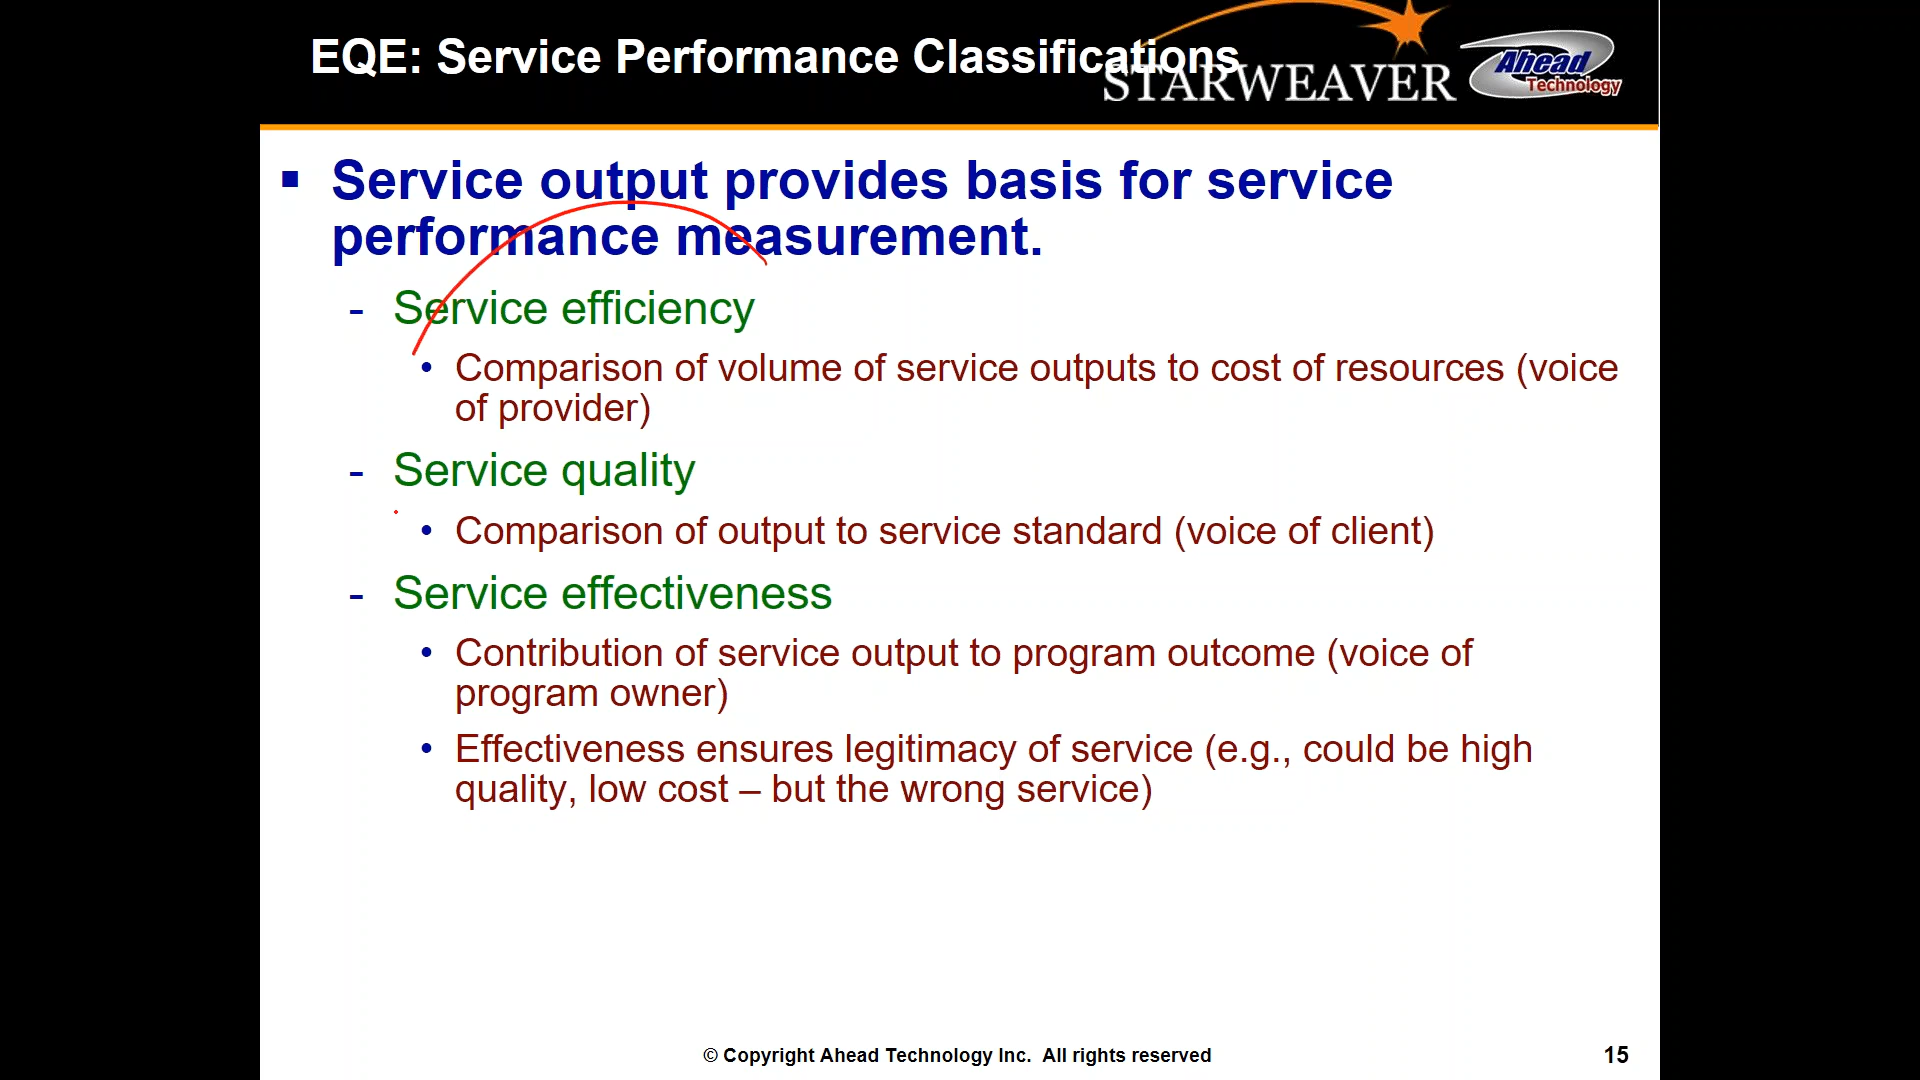 EQE: Service Performance Classifications
STARWEAVER
Ahead
Technology
▪ Service output provides basis for service
performance measurement.
- Service efficiency
• Comparison of volume of service outputs to cost of resources (voice
of provider)
- Service quality
• Comparison of output to service standard (voice of client)
- Service effectiveness
• Contribution of service output to program outcome (voice of
program owner)
• Effectiveness ensures legitimacy of service (e.g., could be high
quality, low cost – but the wrong service)
© Copyright Ahead Technology Inc. All rights reserved
15